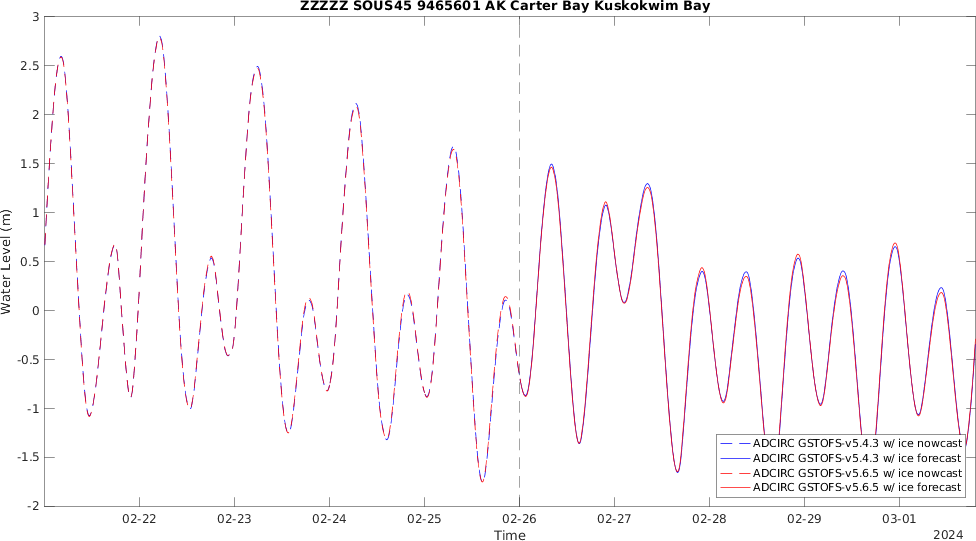 ZZZZZ SOUS45 9465601 AK Carter Bay Kuskokwim Bay
3
2.5
2
1.5
1
0.5
0
-0.5
-1
-1.5
-2
Water Level (m)
ADCIRC GSTOFS-v5.4.3 w/ ice nowcast
ADCIRC GSTOFS-v5.4.3 w/ ice forecast
ADCIRC GSTOFS-v5.6.5 w/ ice nowcast
ADCIRC GSTOFS-v5.6.5 w/ ice forecast
02-22 02-23 02-24 02-25 02-26 02-27 02-28 02-29 03-01
Time
2024